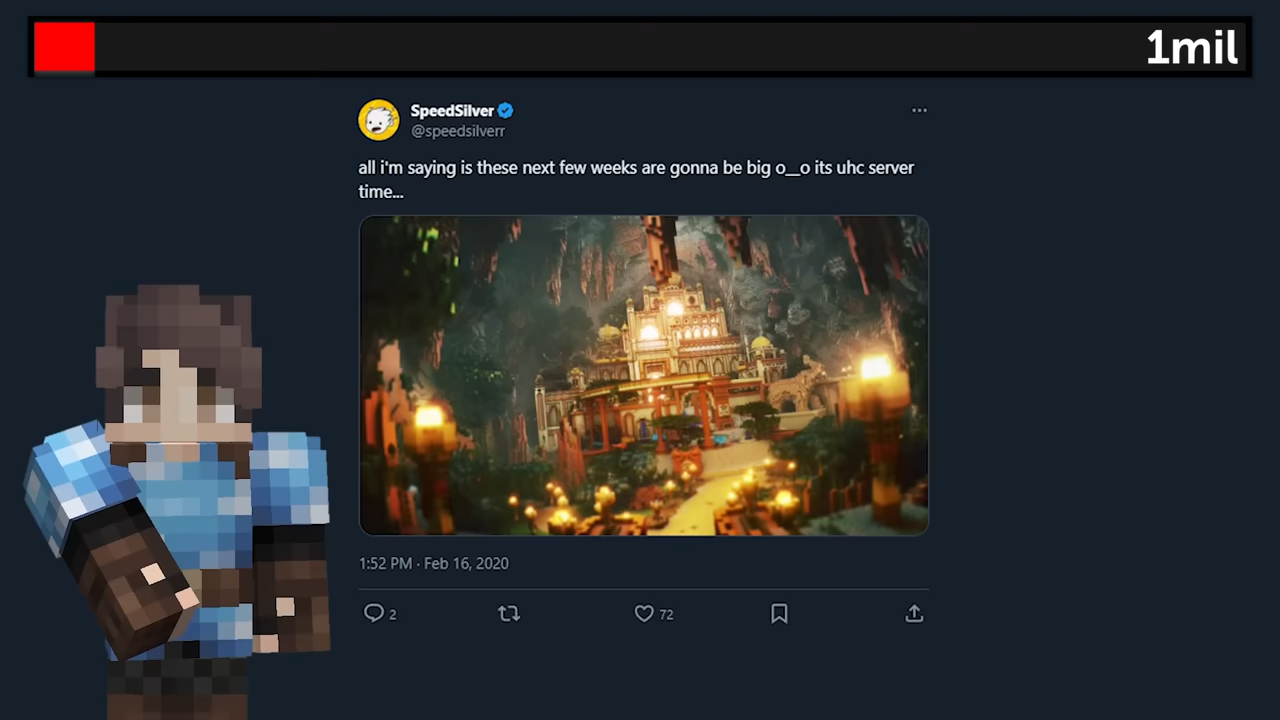 1mil
SpeedSilver
@speedsilverr
all i'm saying is these next few weeks are gonna be big o__o its uhc server
time...
1:52 PM · Feb 16, 2020
2
72